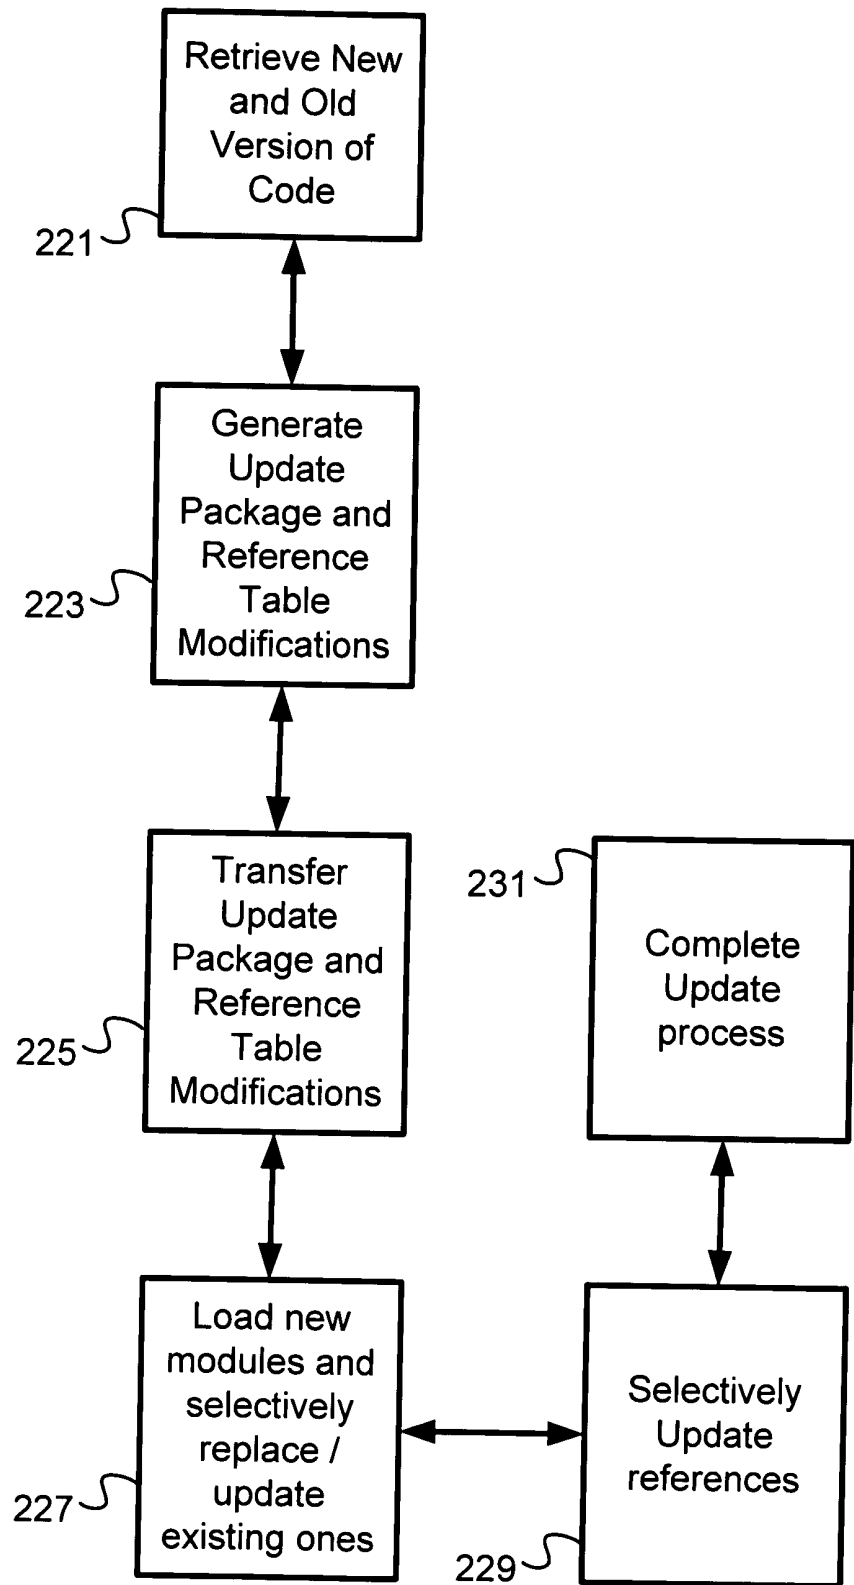 Retrieve New
and Old
Version of
Code
221
Generate
Update
Package and
Reference
Table
Modifications
223
Transfer
Update
Package and
Reference
Table
Modifications
225
Load new
modules and
selectively
replace /
update
existing ones
227
Selectively
Update
references
229
231
Complete
Update
process